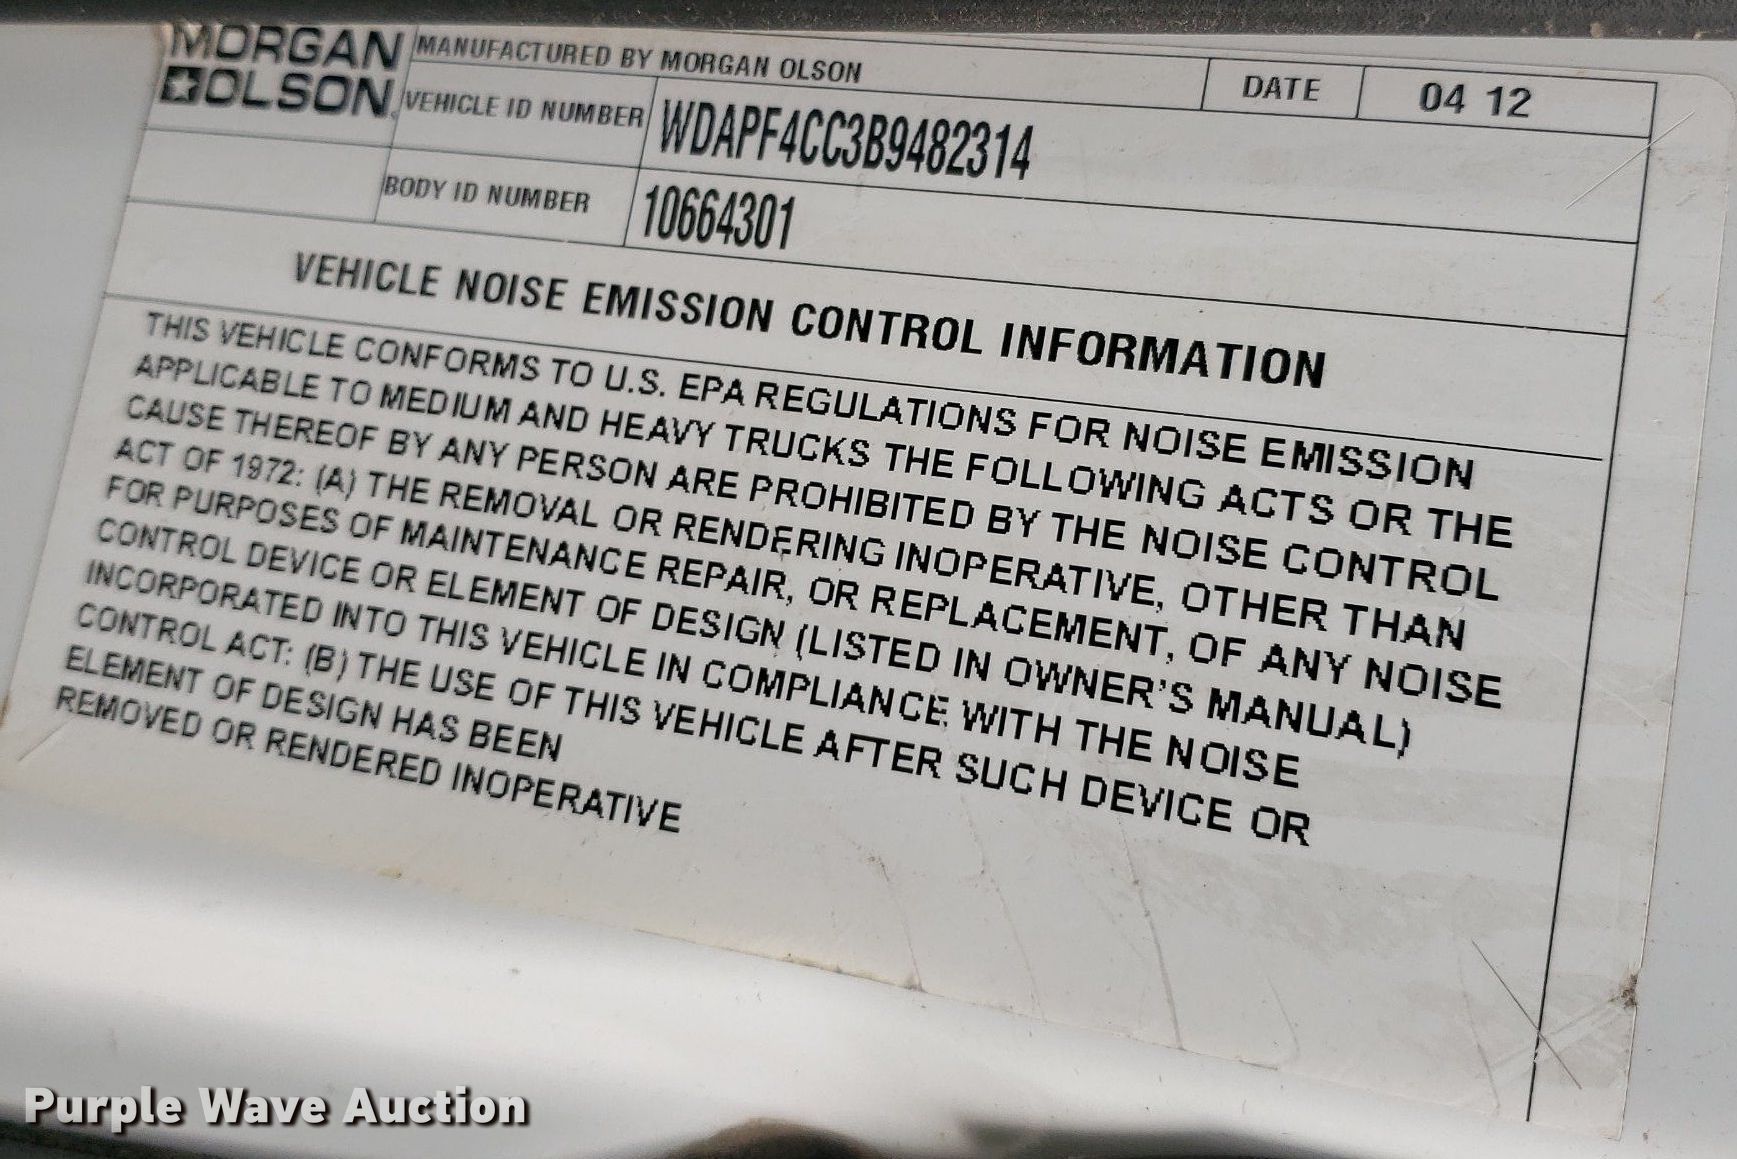 MORGAN OLSON
MANUFACTURED BY MORGAN OLSON
DATE
04 12
VEHICLE ID NUMBER
WDAPF4CC3B9482314
BODY ID NUMBER
10664301
VEHICLE NOISE EMISSION CONTROL INFORMATION
THIS VEHICLE CONFORMS TO U.S. EPA REGULATIONS FOR NOISE EMISSION
APPLICABLE TO MEDIUM AND HEAVY TRUCKS THE FOLLOWING ACTS OR THE
CAUSE THEREOF BY ANY PERSON ARE PROHIBITED BY THE NOISE CONTROL
ACT OF 1972: (A) THE REMOVAL OR RENDERING INOPERATIVE, OTHER THAN
FOR PURPOSES OF MAINTENANCE REPAIR, OR REPLACEMENT, OF ANY NOISE
CONTROL DEVICE OR ELEMENT OF DESIGN (LISTED IN OWNER'S MANUAL)
INCORPORATED INTO THIS VEHICLE IN COMPLIANCE WITH THE NOISE
CONTROL ACT: (B) THE USE OF THIS VEHICLE AFTER SUCH DEVICE OR
ELEMENT OF DESIGN HAS BEEN
REMOVED OR RENDERED INOPERATIVE
Purple Wave Auction